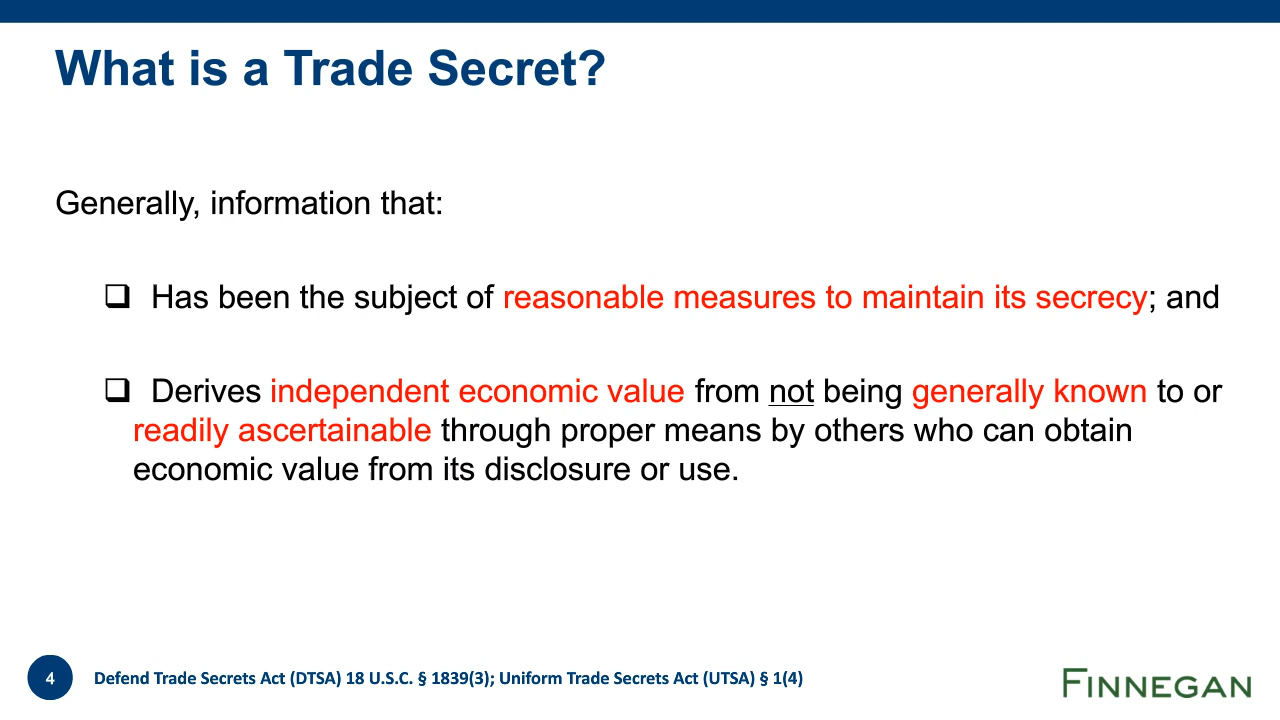 What is a Trade Secret?
Generally, information that:
❑ Has been the subject of reasonable measures to maintain its secrecy; and
❑ Derives independent economic value from not being generally known to or
readily ascertainable through proper means by others who can obtain
economic value from its disclosure or use.
4
Defend Trade Secrets Act (DTSA) 18 U.S.C. § 1839(3); Uniform Trade Secrets Act (UTSA) § 1(4)
FINNEGAN